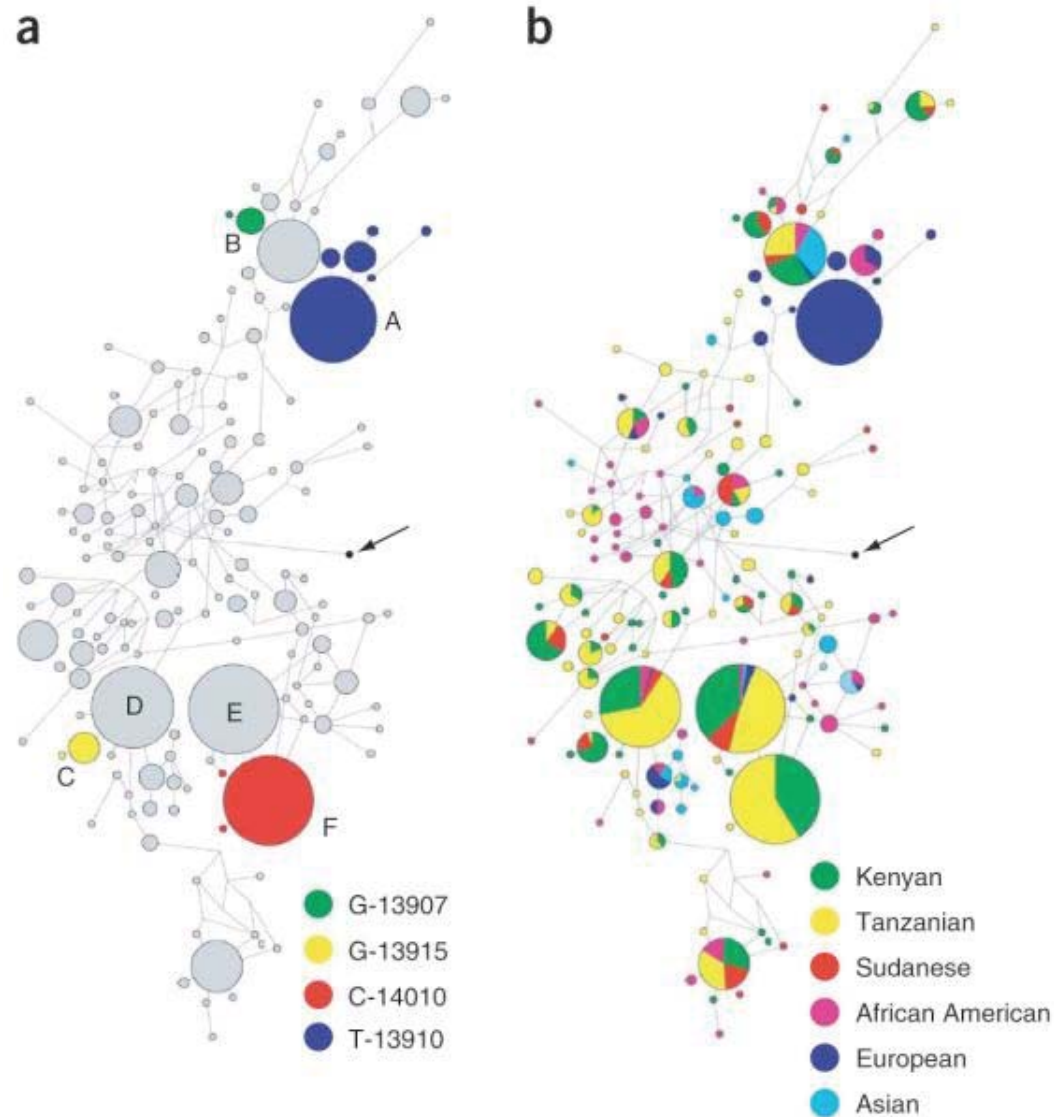 a
B
A
D
E
C
F
G-13907
G-13915
C-14010
T-13910
b
Kenyan
Tanzanian
Sudanese
African American
European
Asian